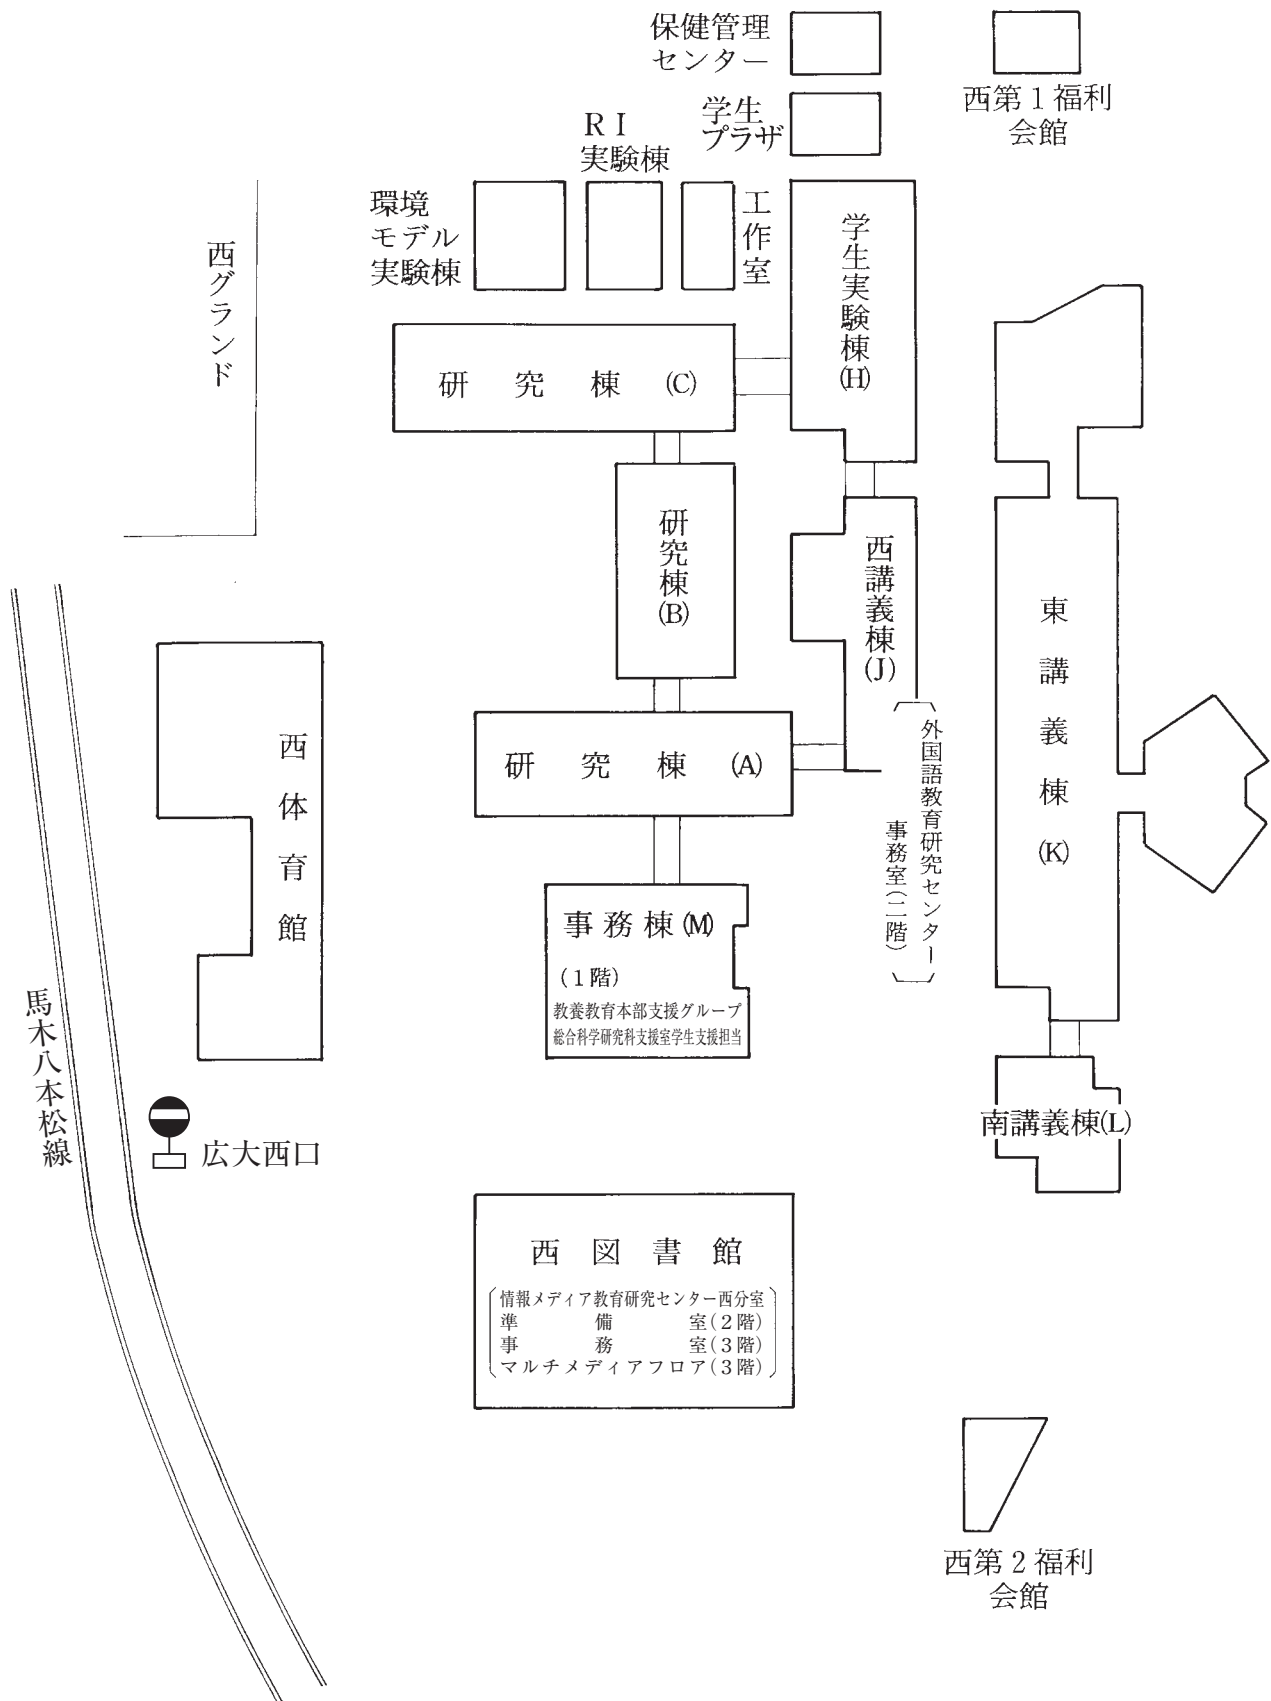 保健管理
センター
西第1福利
会館
学生
プラザ
RI
実験棟
環境
モデル
実験棟
工作室
学生実験棟(H)
西グランド
研究棟(C)
研究棟(B)
西講義棟(J)
東講義棟(K)
研究棟(A)
外国語教育研究センター
事務室(二階)
西体育館
事務棟(M)
(1階)
教養教育本部支援グループ
総合科学研究科支援室学生支援担当
馬木八本松線
広大西口
南講義棟(L)
西図書館
情報メディア教育研究センター西分室
準備室(2階)
事務室(3階)
マルチメディアフロア(3階)
西第2福利
会館